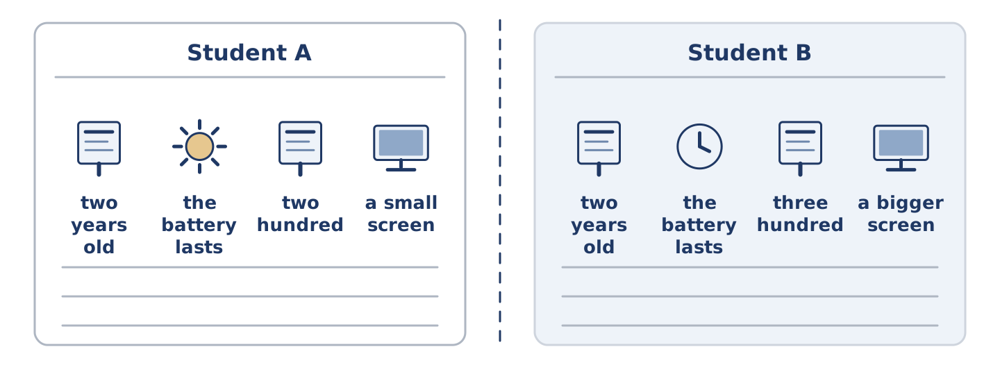 Student A
two
years
old
the
battery
lasts
two
hundred
a small
screen
Student B
two
years
old
the
battery
lasts
three
hundred
a bigger
screen